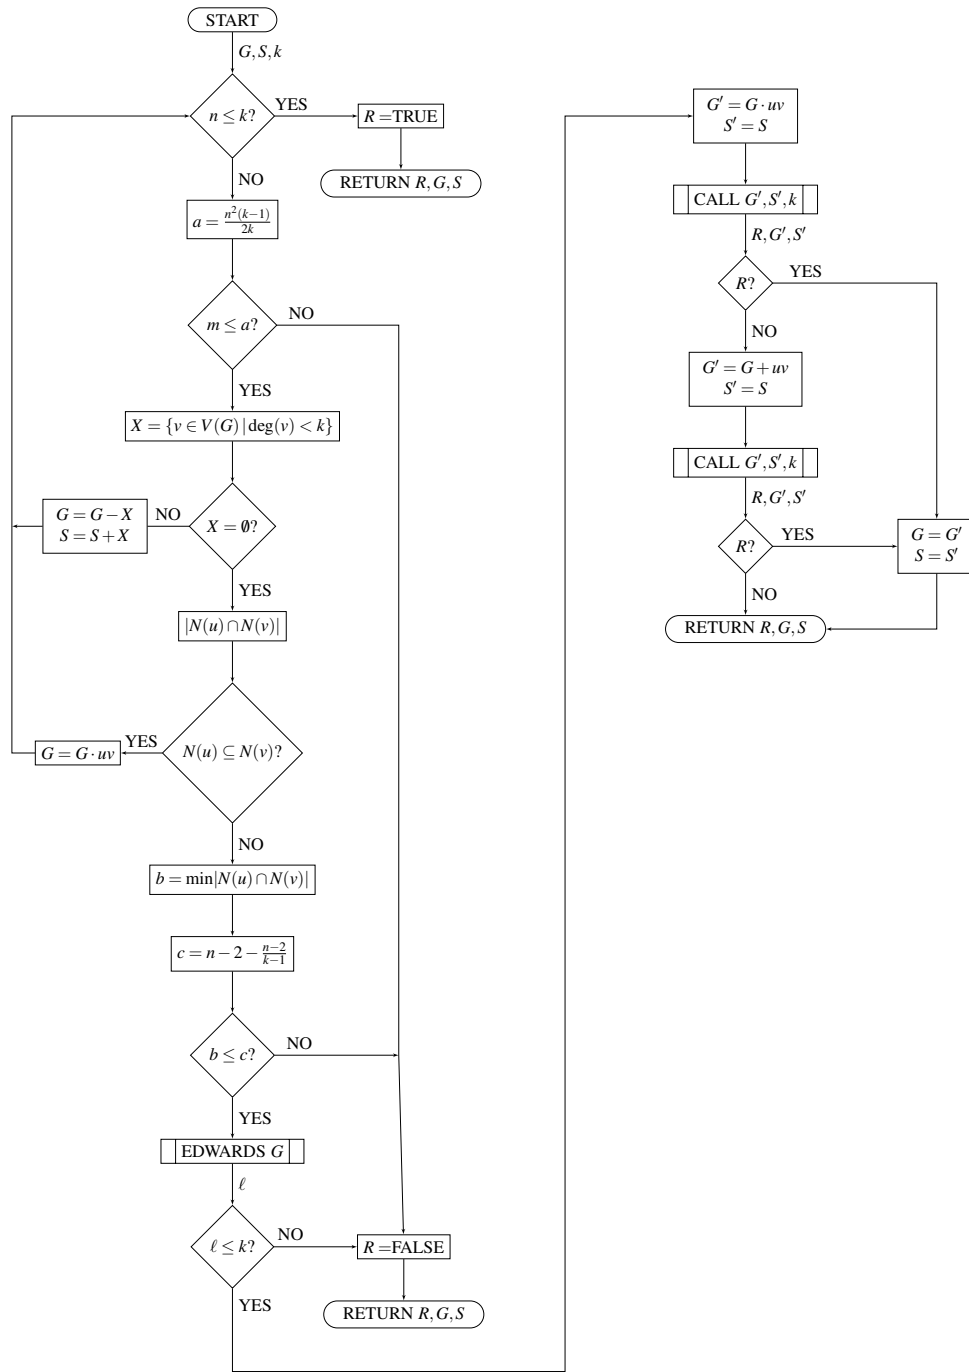 START
G, S, k
n ≤ k?
YES
R =TRUE
RETURN R, G, S
NO
a = n²(k−1)/2k
m ≤ a?
NO
YES
X = {v ∈ V(G) | deg(v) < k}
X = ∅?
NO
G = G − X
S = S + X
YES
|N(u) ∩ N(v)|
N(u) ⊆ N(v)?
YES
G = G · uv
NO
b = min|N(u) ∩ N(v)|
c = n − 2 − (n−2)/(k−1)
b ≤ c?
NO
YES
EDWARDS G
ℓ
ℓ ≤ k?
NO
R =FALSE
RETURN R, G, S
YES
G′ = G · uv
S′ = S
CALL G′, S′, k
R, G′, S′
R?
YES
NO
G′ = G + uv
S′ = S
CALL G′, S′, k
R, G′, S′
R?
YES
G = G′
S = S′
NO
RETURN R, G, S